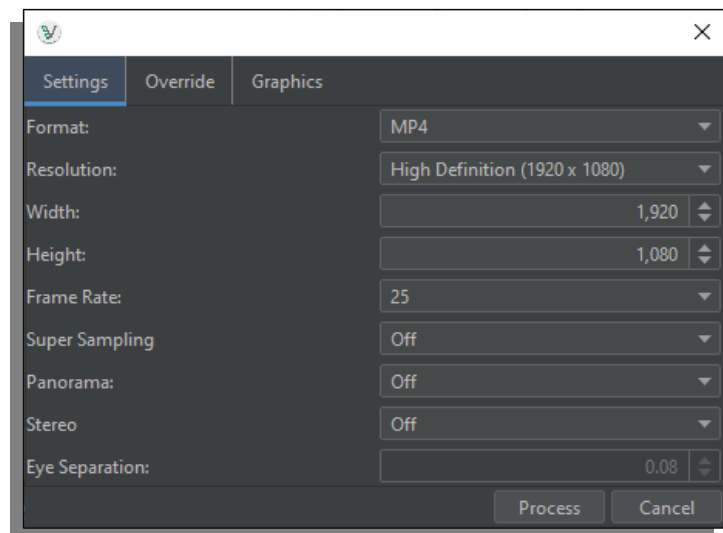 Settings Override Graphics
Format: MP4
Resolution: High Definition (1920 x 1080)
Width: 1,920
Height: 1,080
Frame Rate: 25
Super Sampling Off
Panorama: Off
Stereo Off
Eye Separation: 0.08
Process Cancel